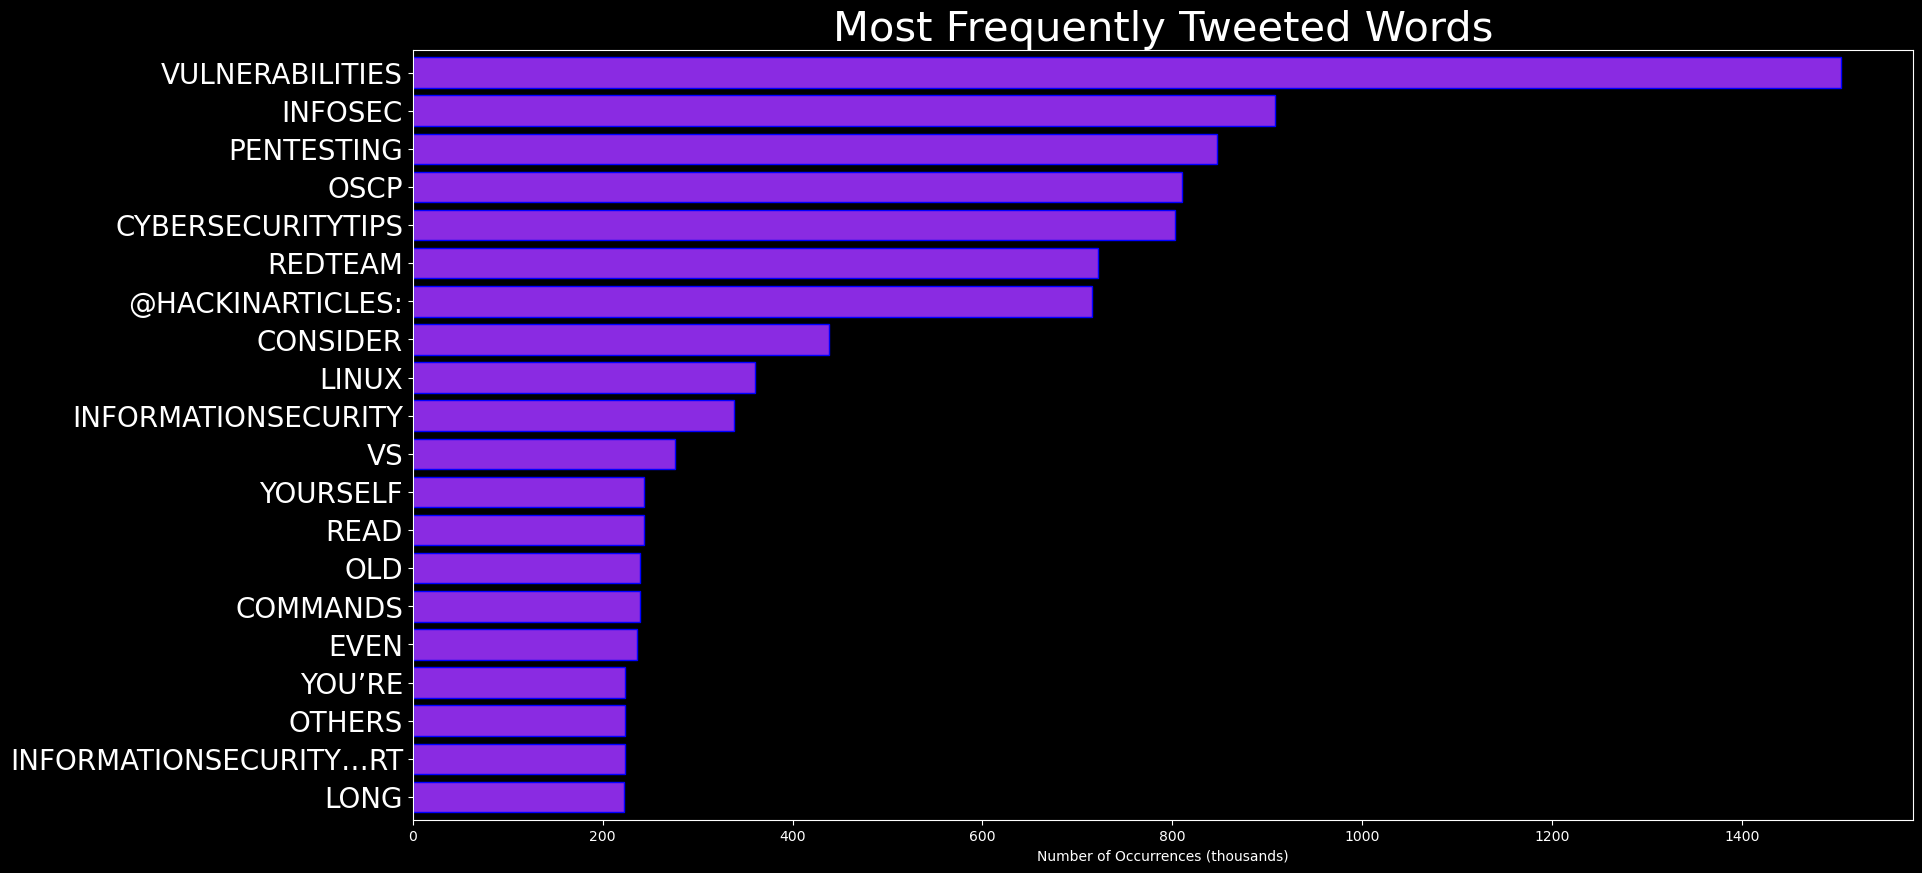 Most Frequently Tweeted Words
VULNERABILITIES
INFOSEC
PENTESTING
OSCP
CYBERSECURITYTIPS
REDTEAM
@HACKINARTICLES:
CONSIDER
LINUX
INFORMATIONSECURITY
VS
YOURSELF
READ
OLD
COMMANDS
EVEN
YOU’RE
OTHERS
INFORMATIONSECURITY…RT
LONG
0 200 400 600 800 1000 1200 1400
Number of Occurrences (thousands)